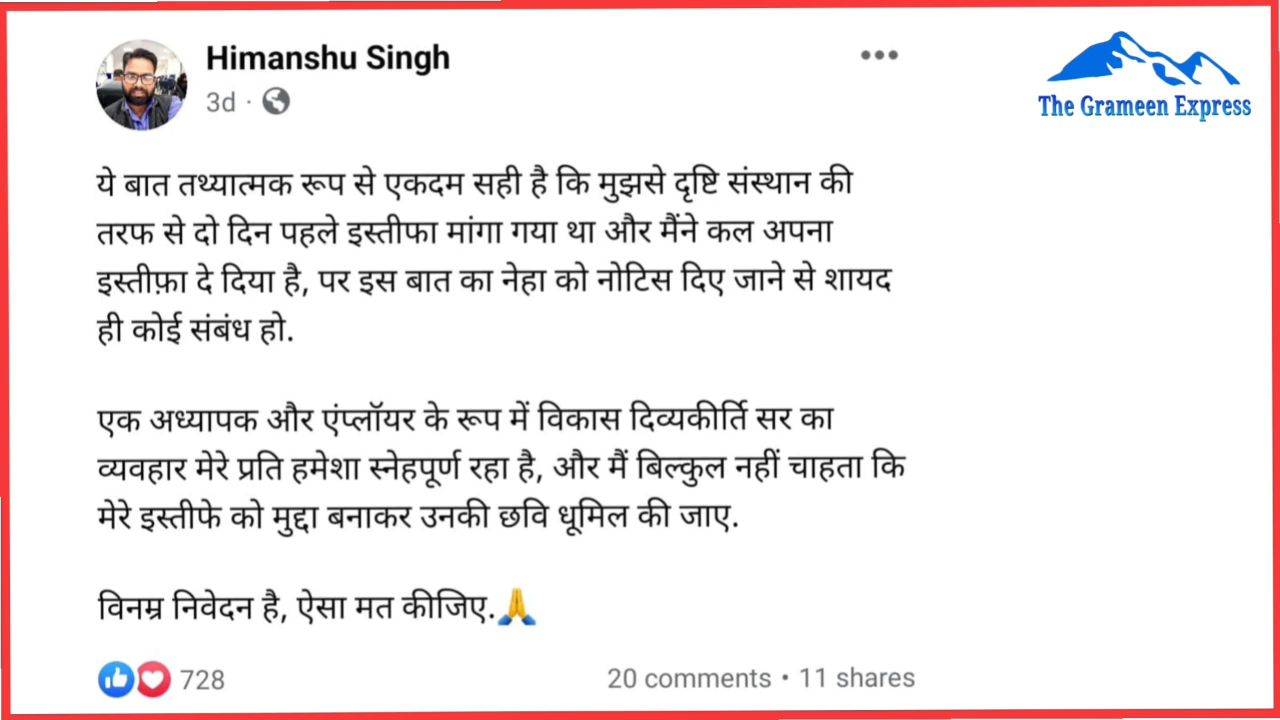 Himanshu Singh
3d ·
The Grameen Express
ये बात तथ्यात्मक रूप से एकदम सही है कि मुझसे दृष्टि संस्थान की
तरफ से दो दिन पहले इस्तीफा मांगा गया था और मैंने कल अपना
इस्तीफ़ा दे दिया है, पर इस बात का नेहा को नोटिस दिए जाने से शायद
ही कोई संबंध हो.
एक अध्यापक और एंप्लॉयर के रूप में विकास दिव्यकीर्ति सर का
व्यवहार मेरे प्रति हमेशा स्नेहपूर्ण रहा है, और मैं बिल्कुल नहीं चाहता कि
मेरे इस्तीफे को मुद्दा बनाकर उनकी छवि धूमिल की जाए.
विनम्र निवेदन है, ऐसा मत कीजिए.🙏
728
20 comments • 11 shares